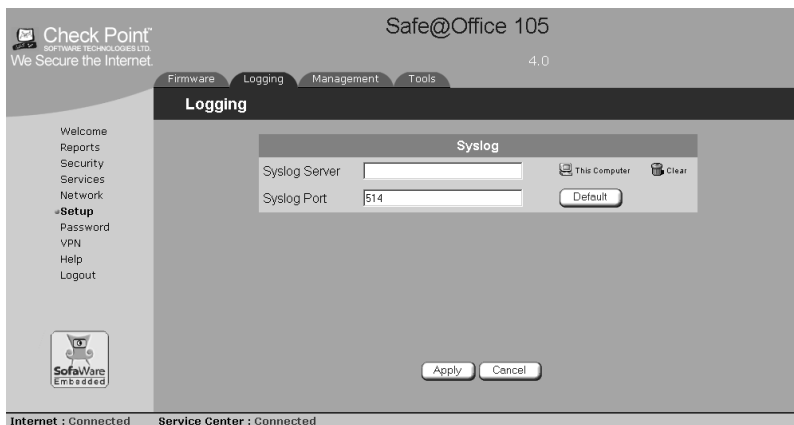 Check Point™
SOFTWARE TECHNOLOGIES LTD.
We Secure the Internet.
Safe@Office 105
4.0
Firmware Logging Management Tools
Logging
Welcome
Reports
Security
Services
Network
Setup
Password
VPN
Help
Logout
Syslog
Syslog Server This Computer Clear
Syslog Port 514 Default
SofaWare
Embedded
Apply Cancel
Internet : Connected Service Center : Connected